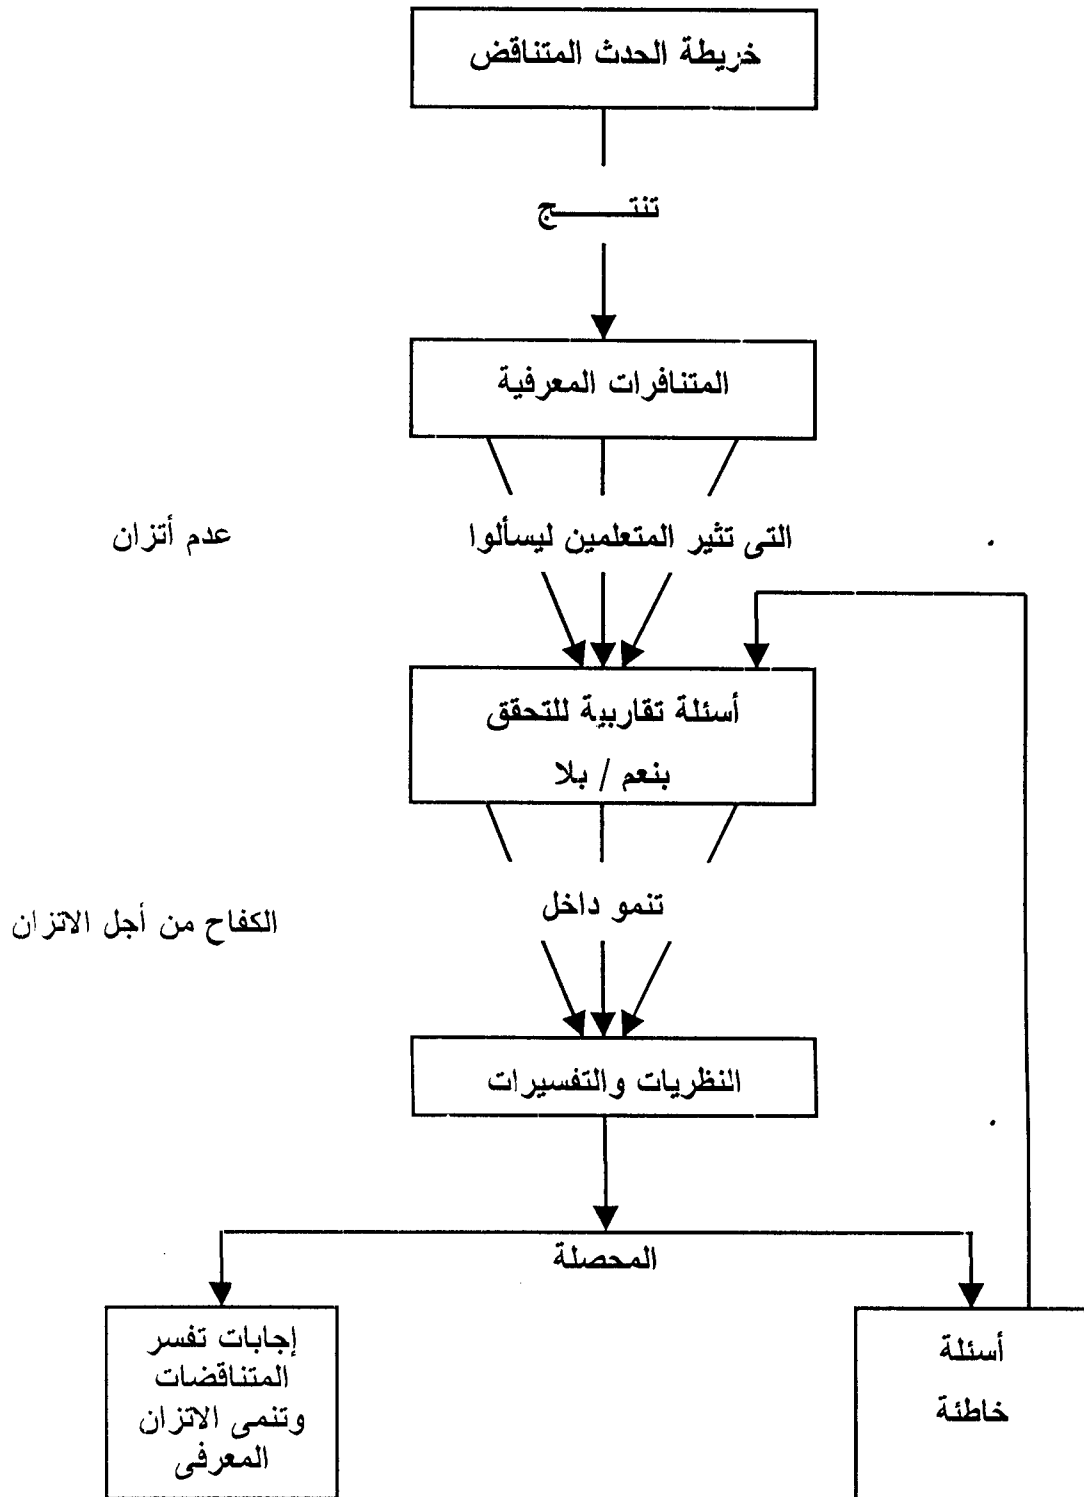 خريطة الحدث المتناقض
تنتــــج
المتنافرات المعرفية
التى تثير المتعلمين ليسألوا
عدم أتزان
أسئلة تقاربية للتحقق
بنعم / بلا
تنمو داخل
الكفاح من أجل الاتزان
النظريات والتفسيرات
المحصلة
أسئلة
خاطئة
إجابات تفسر
المتناقضات
وتنمى الاتزان
المعرفى